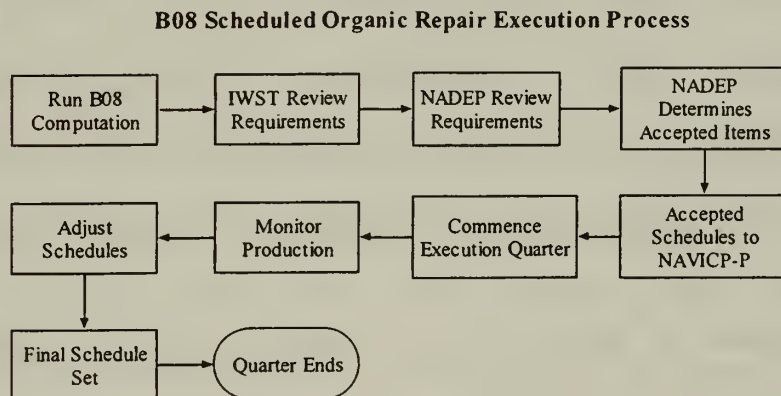 B08 Scheduled Organic Repair Execution Process
Run B08
Computation
IWST Review
Requirements
NADEP Review
Requirements
NADEP
Determines
Accepted Items
Accepted
Schedules to
NAVICP-P
Commence
Execution Quarter
Monitor
Production
Adjust
Schedules
Final Schedule
Set
Quarter Ends